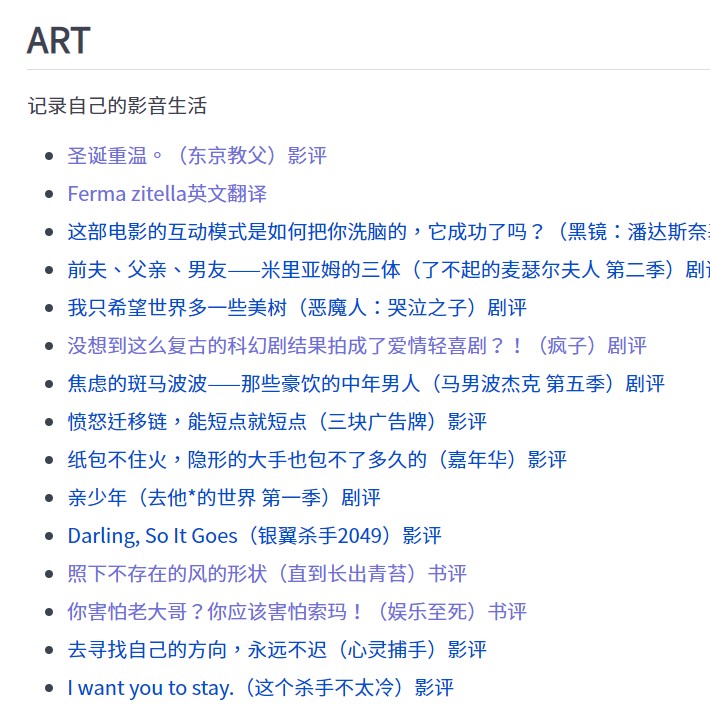 ART
记录自己的影音生活
圣诞重温。（东京教父）影评
Ferma zitella英文翻译
这部电影的互动模式是如何把你洗脑的，它成功了吗？（黑镜：潘达斯奈
前夫、父亲、男友——米里亚姆的三体（了不起的麦瑟尔夫人 第二季）剧
我只希望世界多一些美树（恶魔人：哭泣之子）剧评
没想到这么复古的科幻剧结果拍成了爱情轻喜剧？！（疯子）剧评
焦虑的斑马波波——那些豪饮的中年男人（马男波杰克 第五季）剧评
愤怒迁移链，能短点就短点（三块广告牌）影评
纸包不住火，隐形的大手也包不了多久的（嘉年华）影评
亲少年（去他*的世界 第一季）剧评
Darling, So It Goes（银翼杀手2049）影评
照下不存在的风的形状（直到长出青苔）书评
你害怕老大哥？你应该害怕索玛！（娱乐至死）书评
去寻找自己的方向，永远不迟（心灵捕手）影评
I want you to stay.（这个杀手不太冷）影评